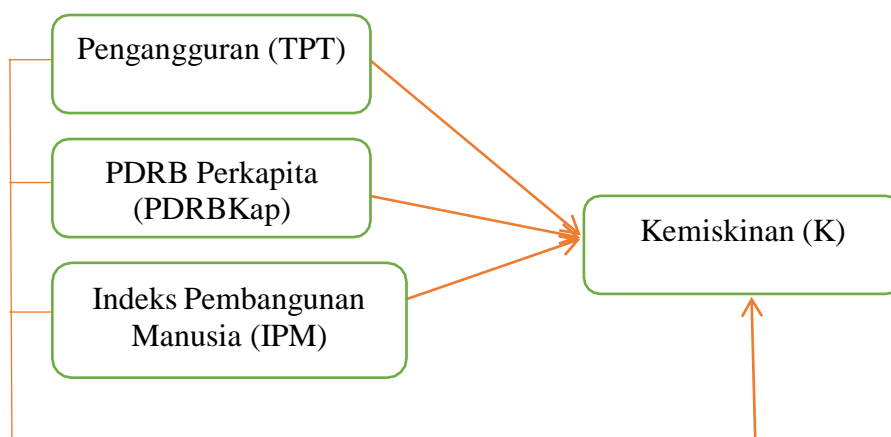 Pengangguran (TPT)
PDRB Perkapita
(PDRBKap)
Indeks Pembangunan
Manusia (IPM)
Kemiskinan (K)